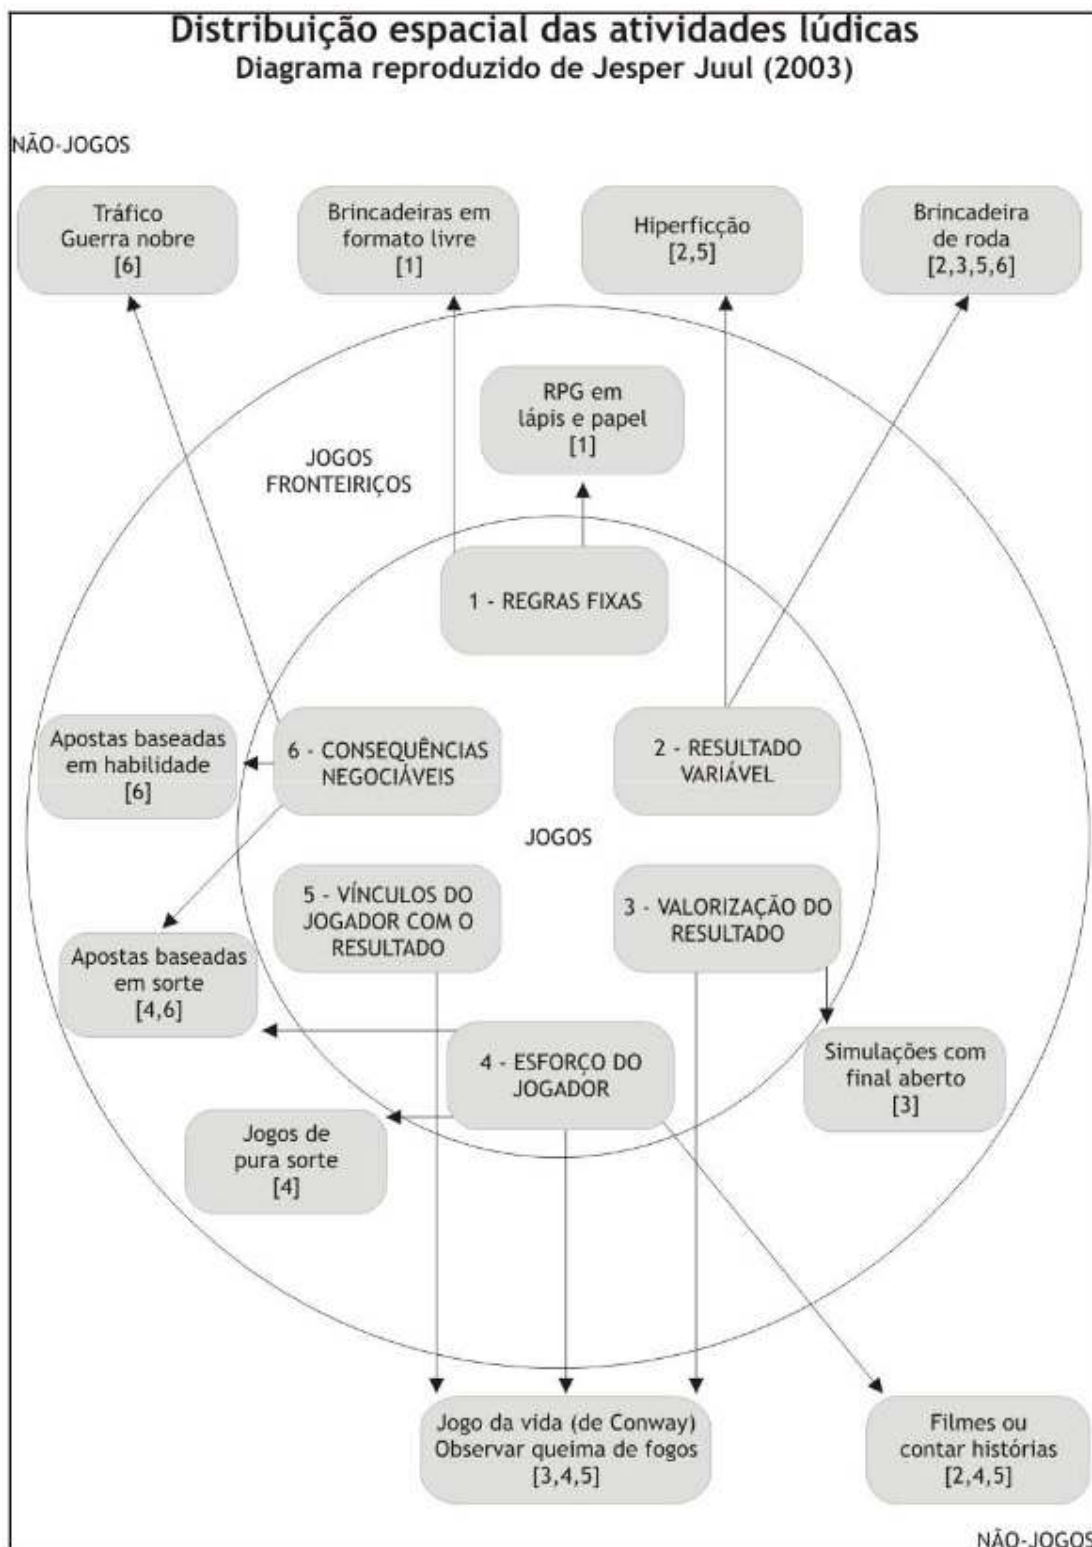 Distribuição espacial das atividades lúdicas
Diagrama reproduzido de Jesper Juul (2003)
NÃO-JOGOS
Tráfico
Guerra nobre
[6]
Brincadeiras em
formato livre
[1]
Hiperficção
[2,5]
Brincadeira
de roda
[2,3,5,6]
RPG em
lápis e papel
[1]
JOGOS
FRONTEIRIÇOS
1 - REGRAS FIXAS
Apostas baseadas
em habilidade
[6]
6 - CONSEQUÊNCIAS
NEGOCIÁVEIS
2 - RESULTADO
VARIÁVEL
JOGOS
5 - VÍNCULOS DO
JOGADOR COM O
RESULTADO
3 - VALORIZAÇÃO DO
RESULTADO
Apostas baseadas
em sorte
[4,6]
4 - ESFORÇO DO
JOGADOR
Simulações com
final aberto
[3]
Jogos de
pura sorte
[4]
Jogo da vida (de Conway)
Observar queima de fogos
[3,4,5]
Filmes ou
contar histórias
[2,4,5]
NÃO-JOGOS